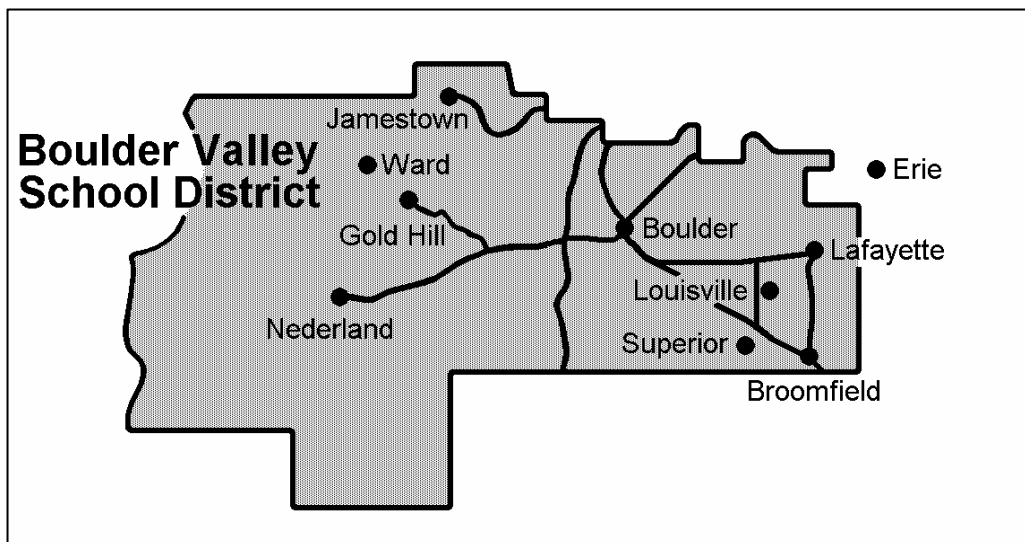 Jamestown
Boulder Valley
School District
Ward
Erie
Gold Hill
Boulder
Lafayette
Louisville
Nederland
Superior
Broomfield